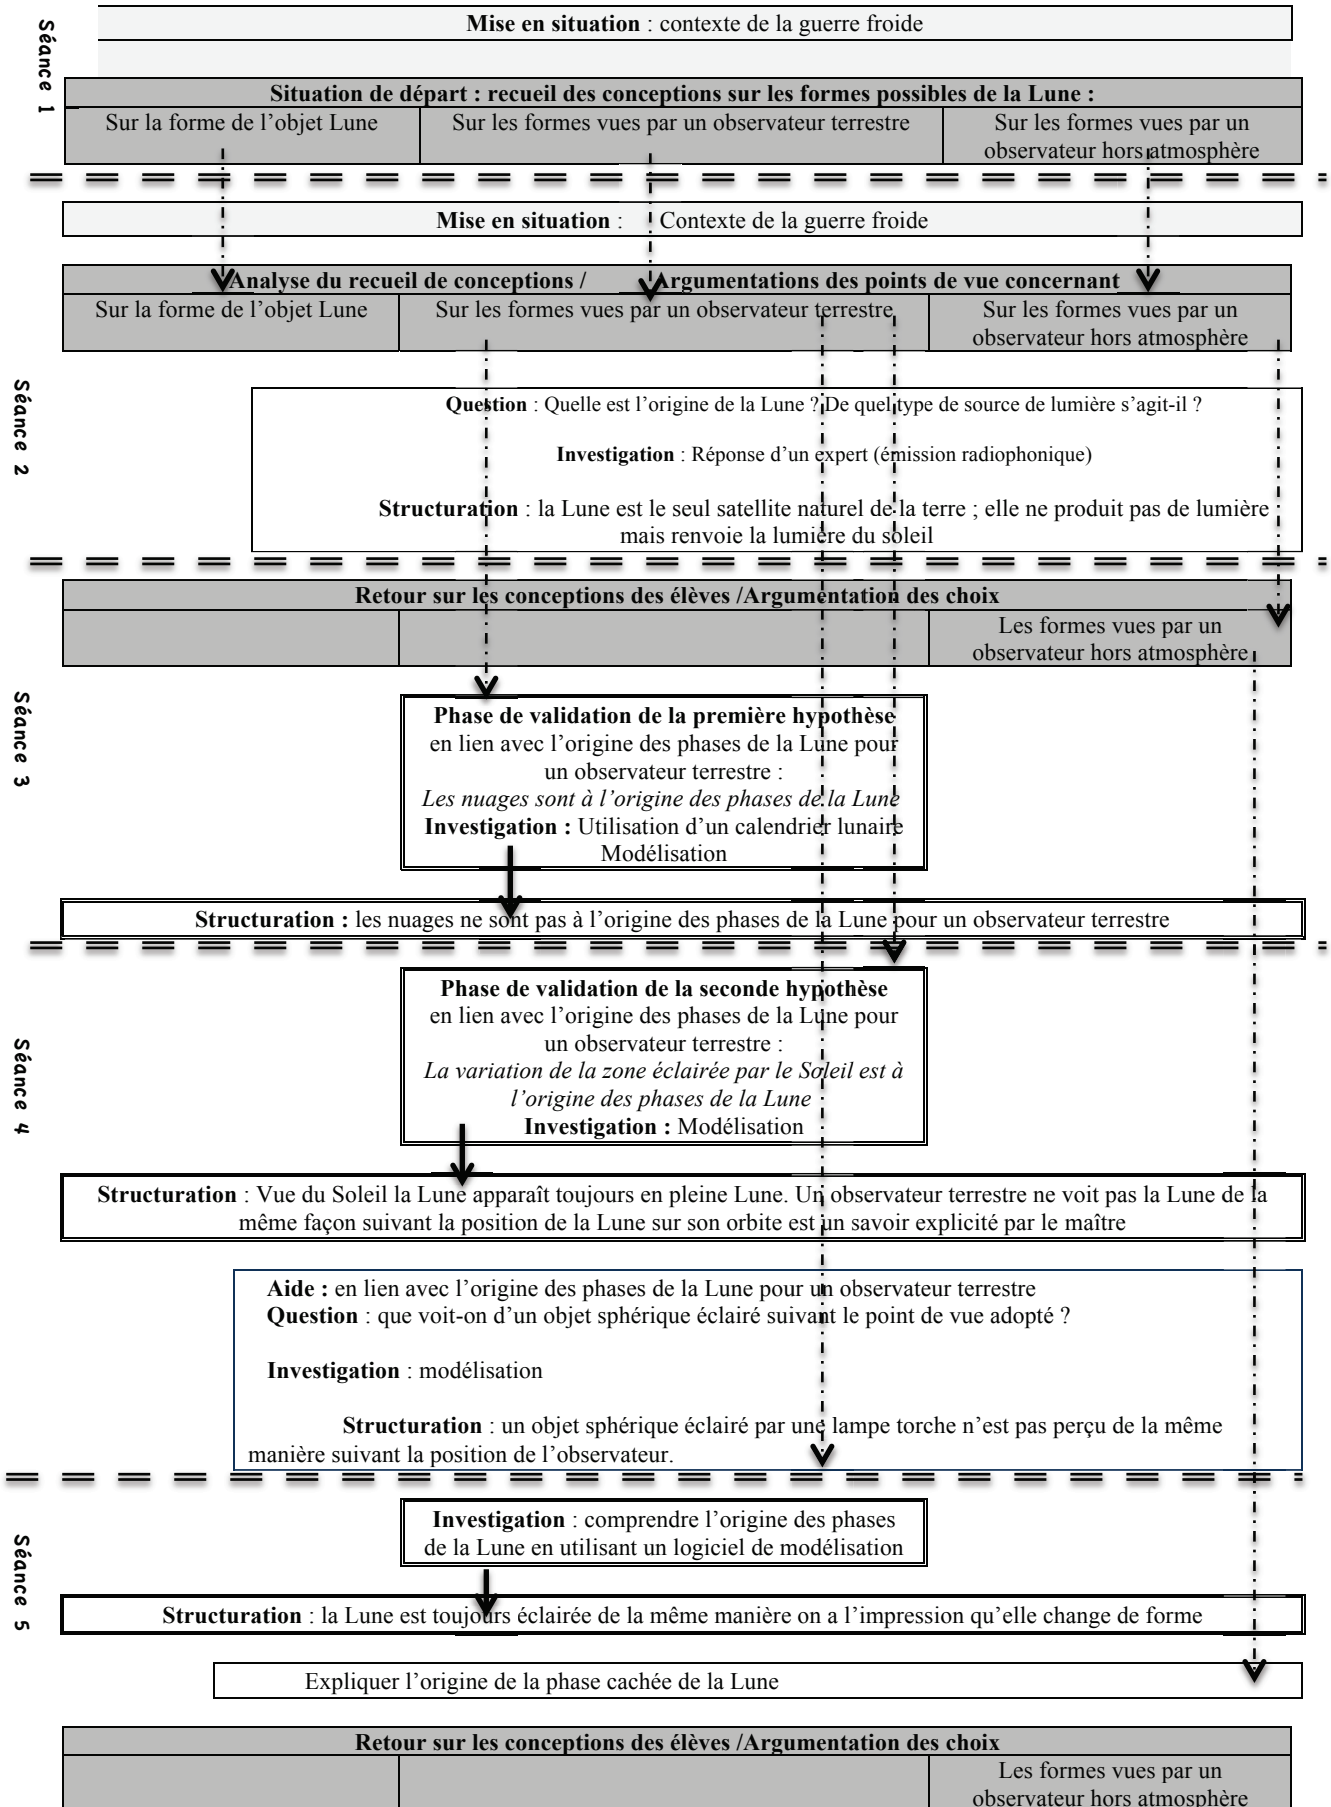 Séance 1
Mise en situation : contexte de la guerre froide
Situation de départ : recueil des conceptions sur les formes possibles de la Lune :
Sur la forme de l'objet Lune
Sur les formes vues par un observateur terrestre
Sur les formes vues par un
observateur hors atmosphère
Séance 2
Mise en situation : Contexte de la guerre froide
Analyse du recueil de conceptions / Argumentations des points de vue concernant
Sur la forme de l'objet Lune
Sur les formes vues par un observateur terrestre
Sur les formes vues par un
observateur hors atmosphère
Question : Quelle est l'origine de la Lune ? De quel type de source de lumière s'agit-il ?
Investigation : Réponse d'un expert (émission radiophonique)
Structuration : la Lune est le seul satellite naturel de la terre ; elle ne produit pas de lumière
mais renvoie la lumière du soleil
Séance 3
Retour sur les conceptions des élèves /Argumentation des choix
Les formes vues par un
observateur hors atmosphère
Phase de validation de la première hypothèse
en lien avec l'origine des phases de la Lune pour
un observateur terrestre :
Les nuages sont à l'origine des phases de la Lune
Investigation : Utilisation d'un calendrier lunaire
Modélisation
Structuration : les nuages ne sont pas à l'origine des phases de la Lune pour un observateur terrestre
Séance 4
Phase de validation de la seconde hypothèse
en lien avec l'origine des phases de la Lune pour
un observateur terrestre :
La variation de la zone éclairée par le Soleil est à
l'origine des phases de la Lune
Investigation : Modélisation
Structuration : Vue du Soleil la Lune apparaît toujours en pleine Lune. Un observateur terrestre ne voit pas la Lune de la
même façon suivant la position de la Lune sur son orbite est un savoir explicité par le maître
Aide : en lien avec l'origine des phases de la Lune pour un observateur terrestre
Question : que voit-on d'un objet sphérique éclairé suivant le point de vue adopté ?
Investigation : modélisation
Structuration : un objet sphérique éclairé par une lampe torche n'est pas perçu de la même
manière suivant la position de l'observateur.
Séance 5
Investigation : comprendre l'origine des phases
de la Lune en utilisant un logiciel de modélisation
Structuration : la Lune est toujours éclairée de la même manière on a l'impression qu'elle change de forme
Expliquer l'origine de la phase cachée de la Lune
Retour sur les conceptions des élèves /Argumentation des choix
Les formes vues par un
observateur hors atmosphère